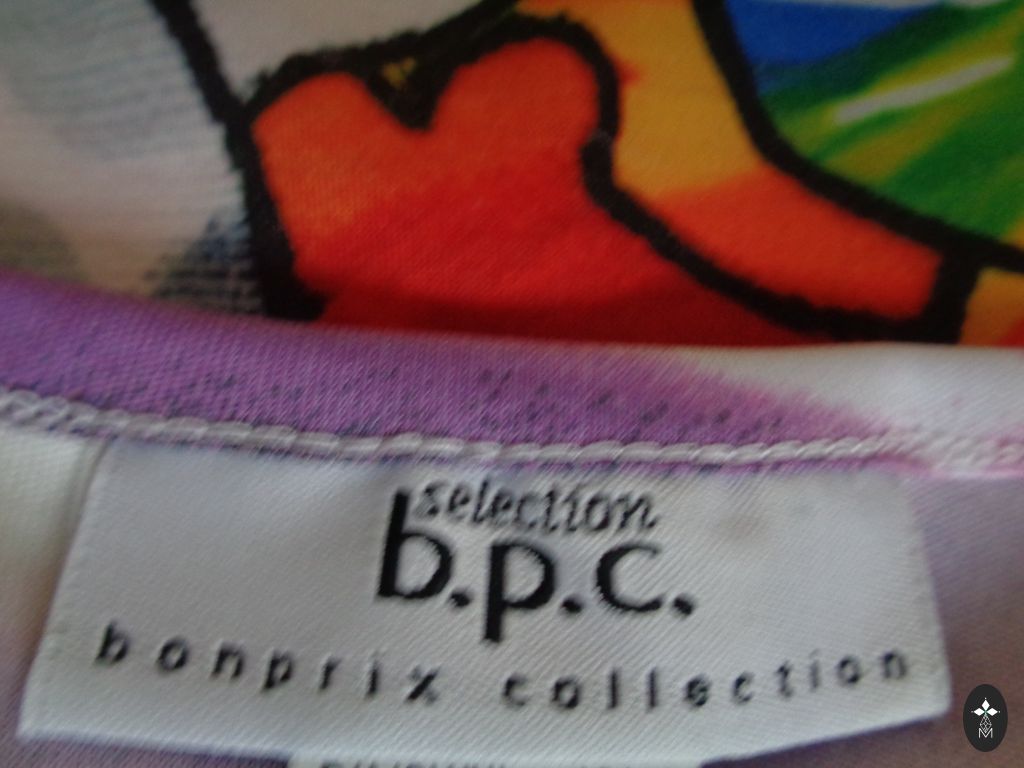 selection
b.p.c.
bonprix collection
M